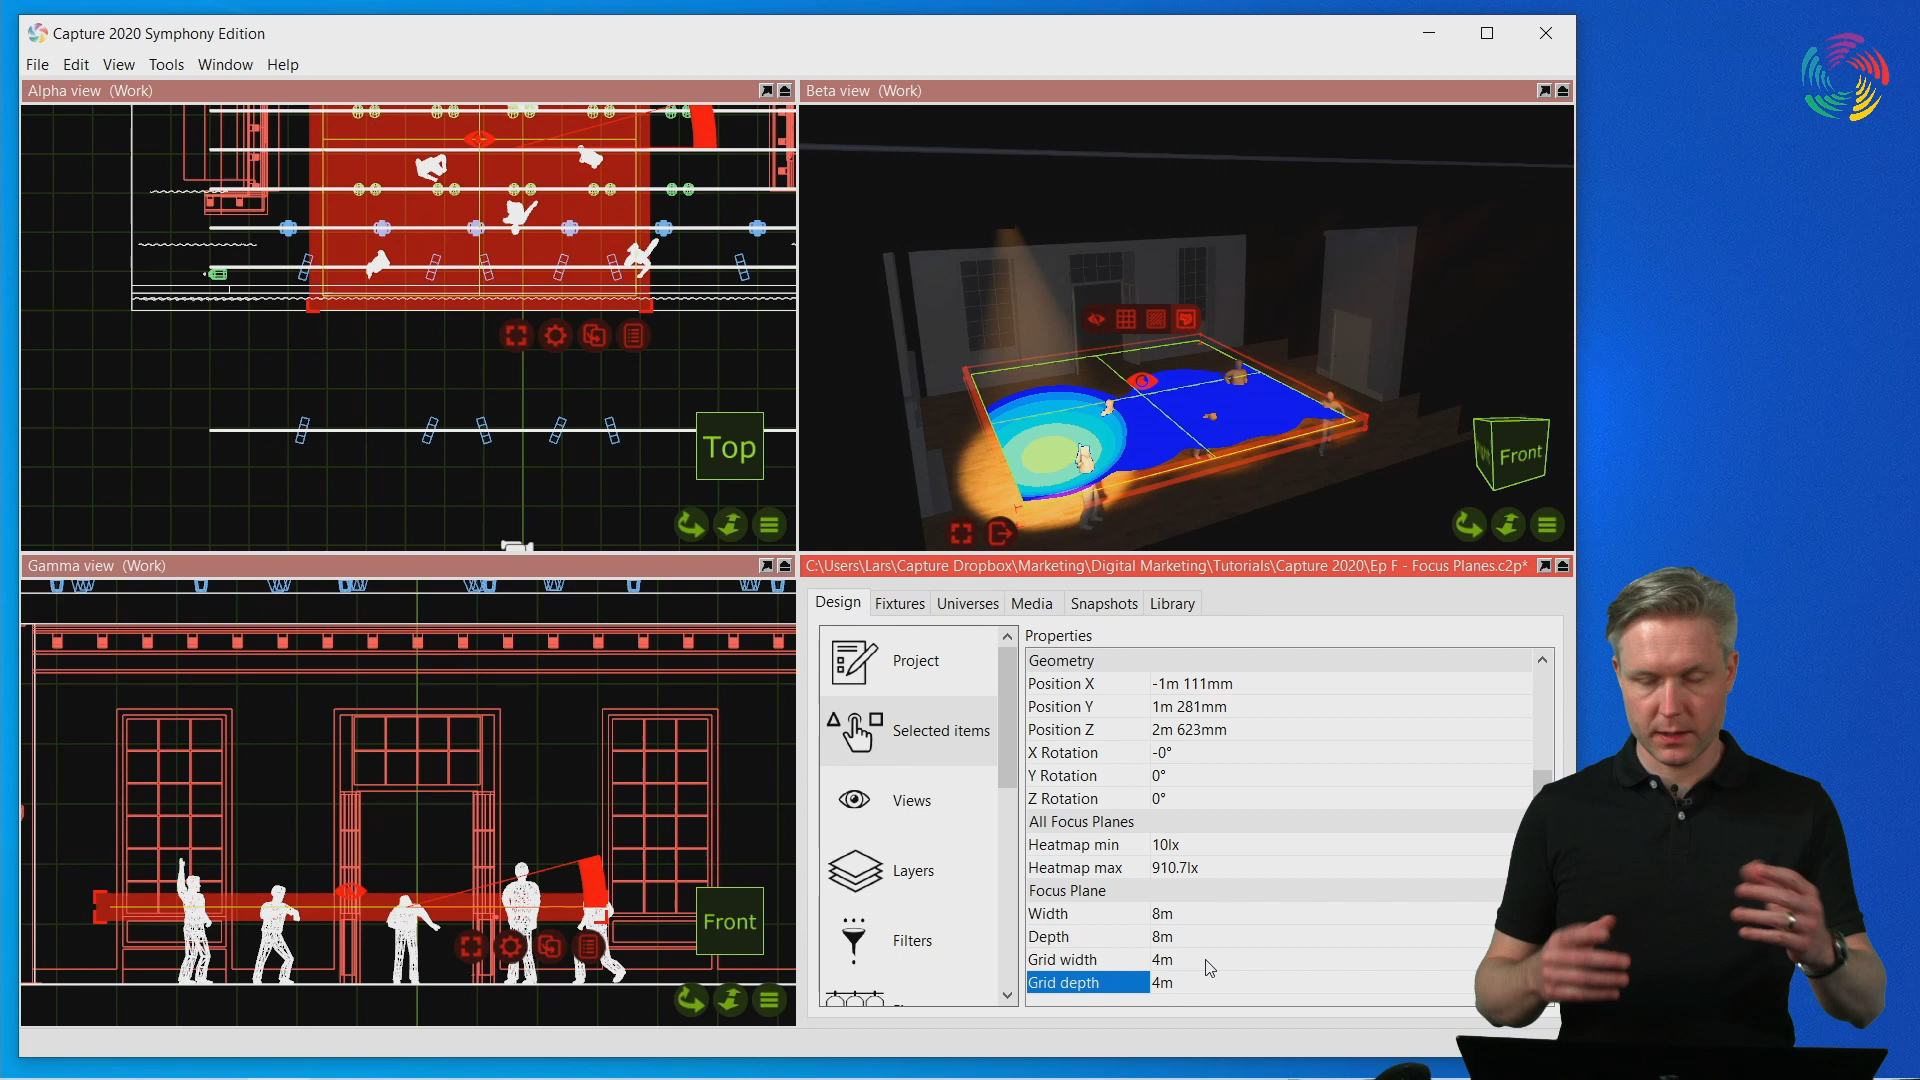 Capture 2020 Symphony Edition
File Edit View Tools Window Help
Alpha view (Work)
Beta view (Work)
Top
Front
Gamma view (Work)
C:\Users\Lars\Capture Dropbox\Marketing\Digital Marketing\Tutorials\Capture 2020\Ep F - Focus Planes.c2p*
Design Fixtures Universes Media Snapshots Library
Project
Selected items
Views
Layers
Filters
Properties
Geometry
Position X -1m 111mm
Position Y 1m 281mm
Position Z 2m 623mm
X Rotation -0°
Y Rotation 0°
Z Rotation 0°
All Focus Planes
Heatmap min 10lx
Heatmap max 910.7lx
Focus Plane
Width 8m
Depth 8m
Grid width 4m
Grid depth 4m
Front